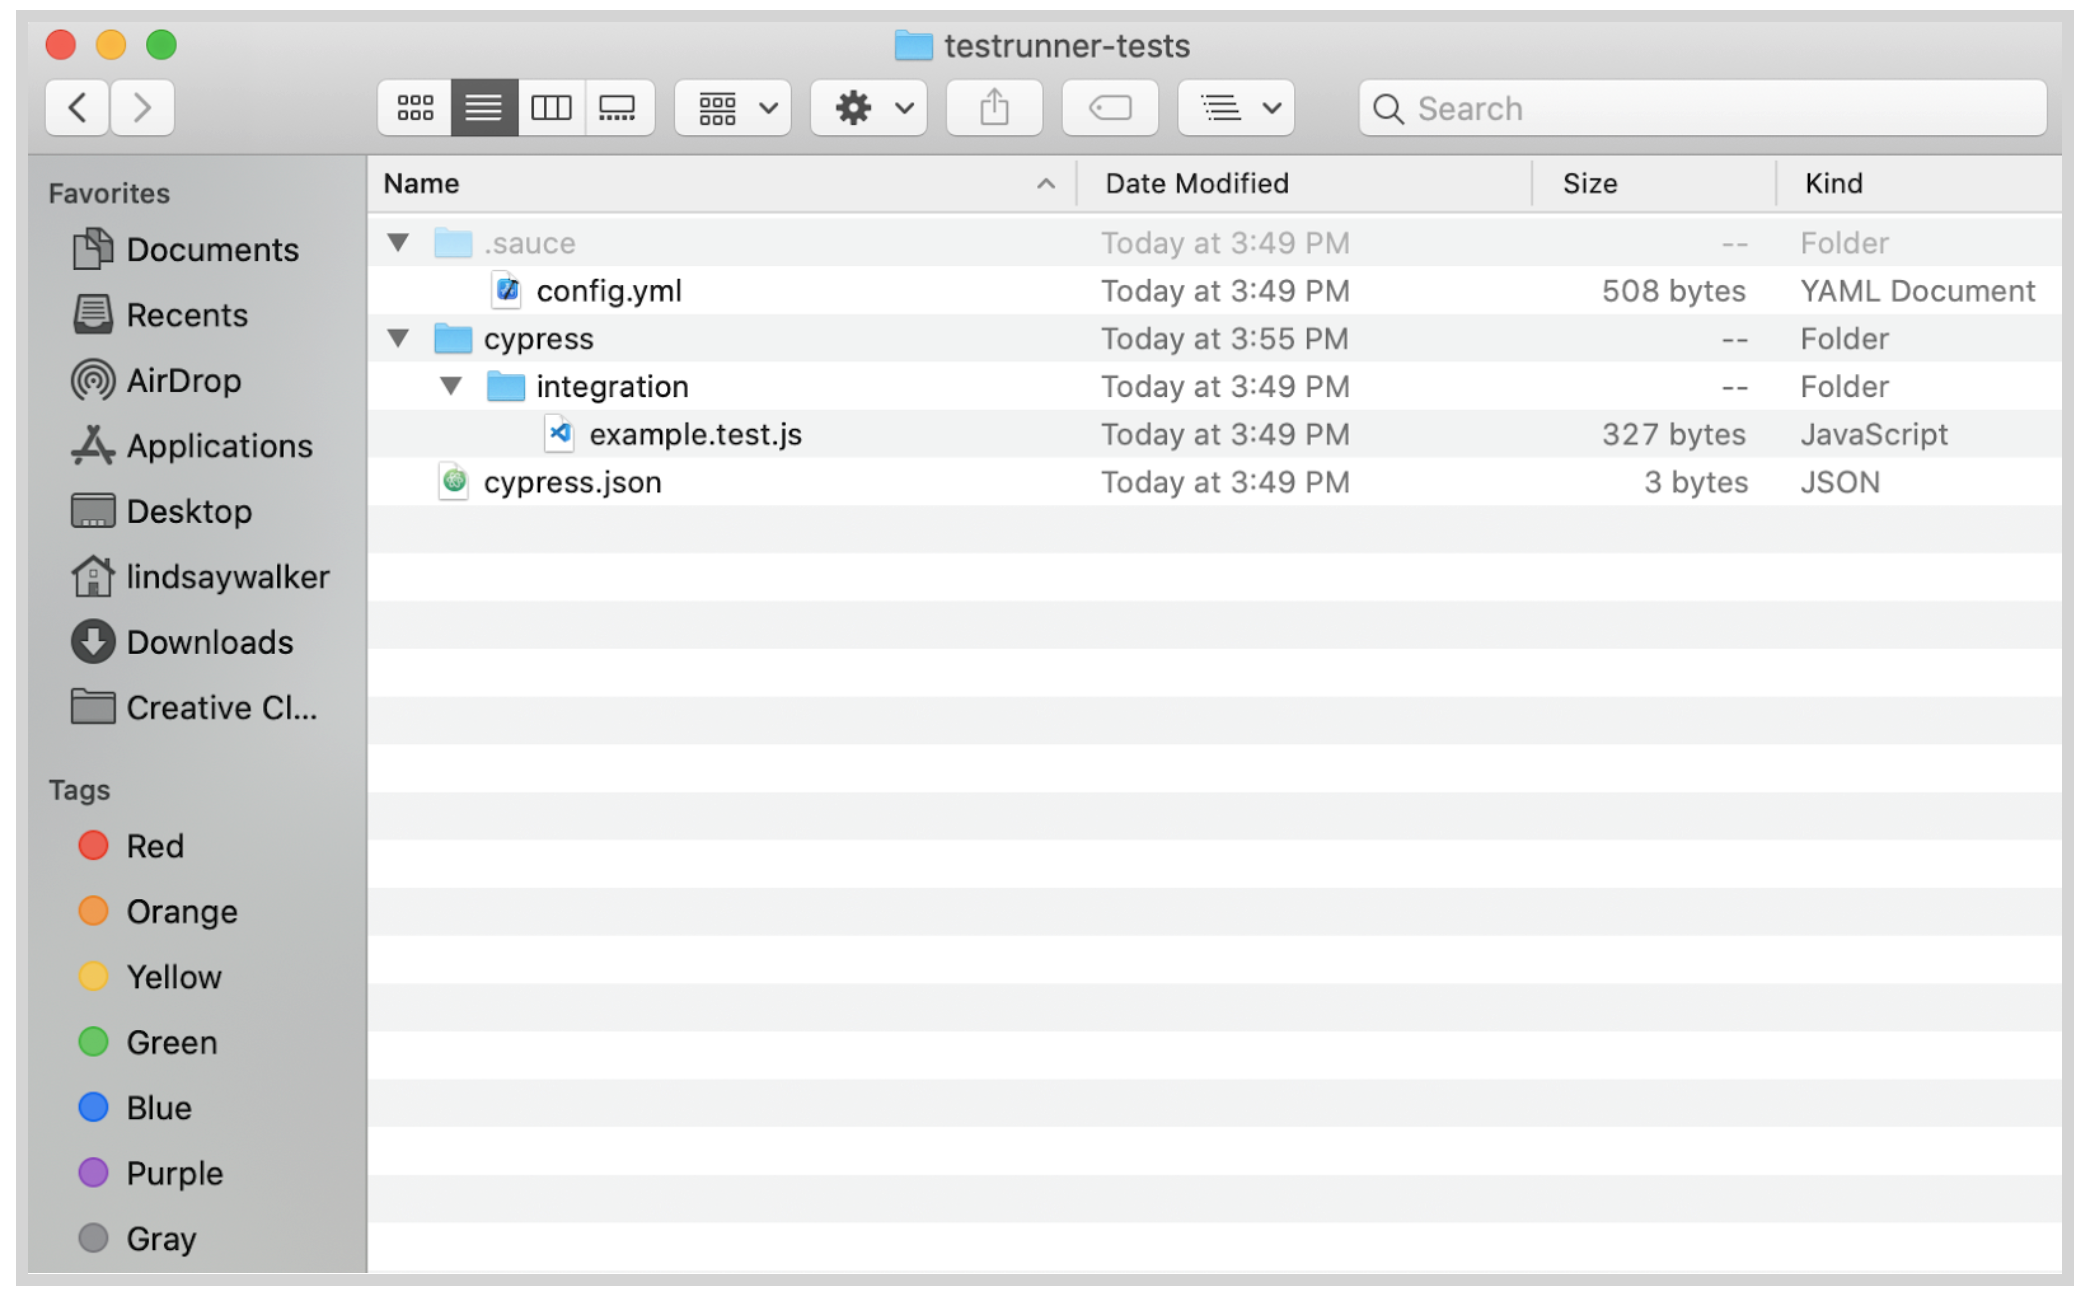 testrunner-tests
Search
Favorites
Documents
Recents
AirDrop
Applications
Desktop
lindsaywalker
Downloads
Creative Cl...
Tags
Red
Orange
Yellow
Green
Blue
Purple
Gray
Name Date Modified Size Kind
.sauce Today at 3:49 PM -- Folder
config.yml Today at 3:49 PM 508 bytes YAML Document
cypress Today at 3:55 PM -- Folder
integration Today at 3:49 PM -- Folder
example.test.js Today at 3:49 PM 327 bytes JavaScript
cypress.json Today at 3:49 PM 3 bytes JSON